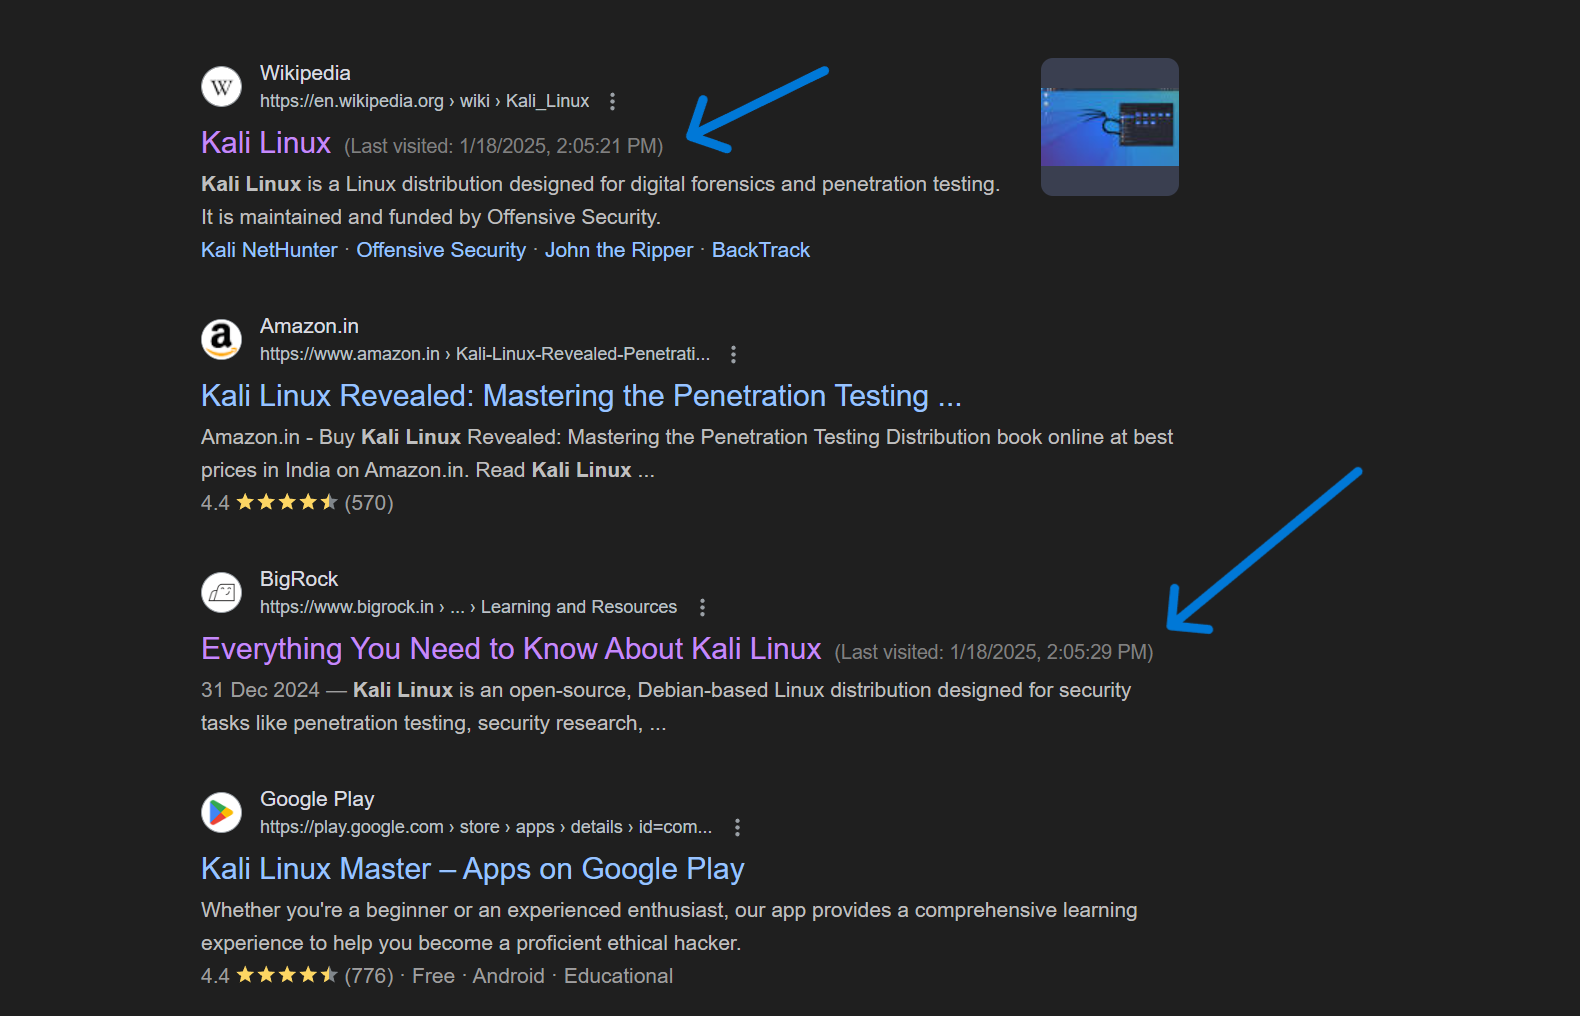 Wikipedia
https://en.wikipedia.org › wiki › Kali_Linux
Kali Linux (Last visited: 1/18/2025, 2:05:21 PM)
Kali Linux is a Linux distribution designed for digital forensics and penetration testing.
It is maintained and funded by Offensive Security.
Kali NetHunter · Offensive Security · John the Ripper · BackTrack
Amazon.in
https://www.amazon.in › Kali-Linux-Revealed-Penetrati...
Kali Linux Revealed: Mastering the Penetration Testing ...
Amazon.in - Buy Kali Linux Revealed: Mastering the Penetration Testing Distribution book online at best
prices in India on Amazon.in. Read Kali Linux ...
4.4 (570)
BigRock
https://www.bigrock.in › ... › Learning and Resources
Everything You Need to Know About Kali Linux (Last visited: 1/18/2025, 2:05:29 PM)
31 Dec 2024 — Kali Linux is an open-source, Debian-based Linux distribution designed for security
tasks like penetration testing, security research, ...
Google Play
https://play.google.com › store › apps › details › id=com...
Kali Linux Master – Apps on Google Play
Whether you're a beginner or an experienced enthusiast, our app provides a comprehensive learning
experience to help you become a proficient ethical hacker.
4.4 (776) · Free · Android · Educational